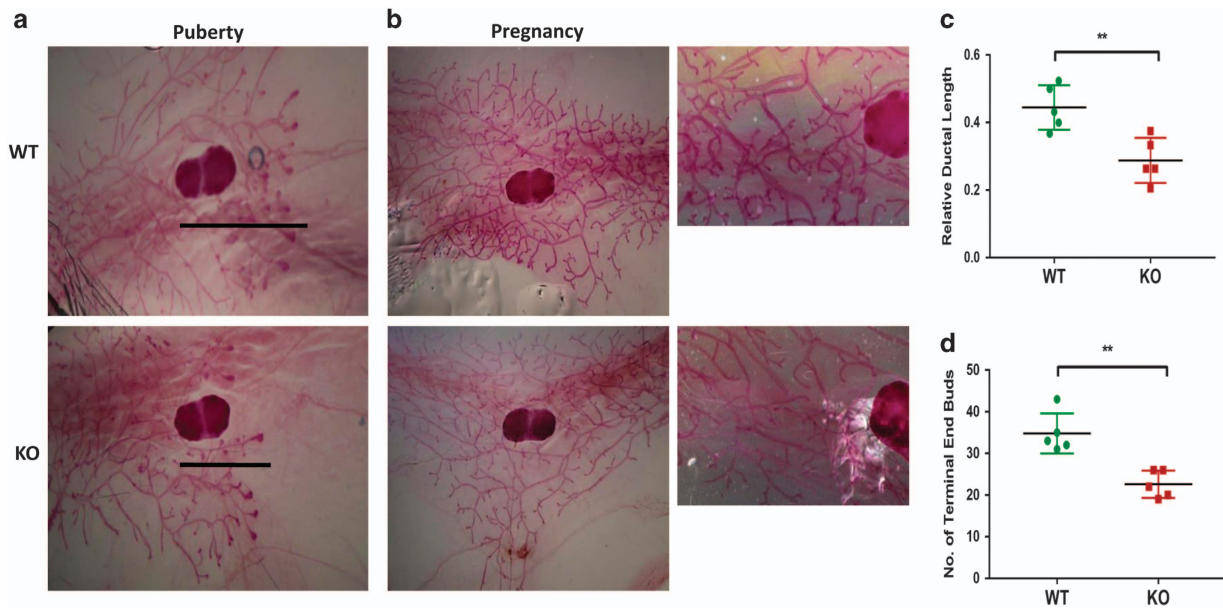 a
Puberty
b
Pregnancy
WT
KO
c
**
Relative Ductal Length
0.6
0.4
0.2
0.0
WT
KO
d
**
No. of Terminal End Buds
50
40
30
20
10
0
WT
KO